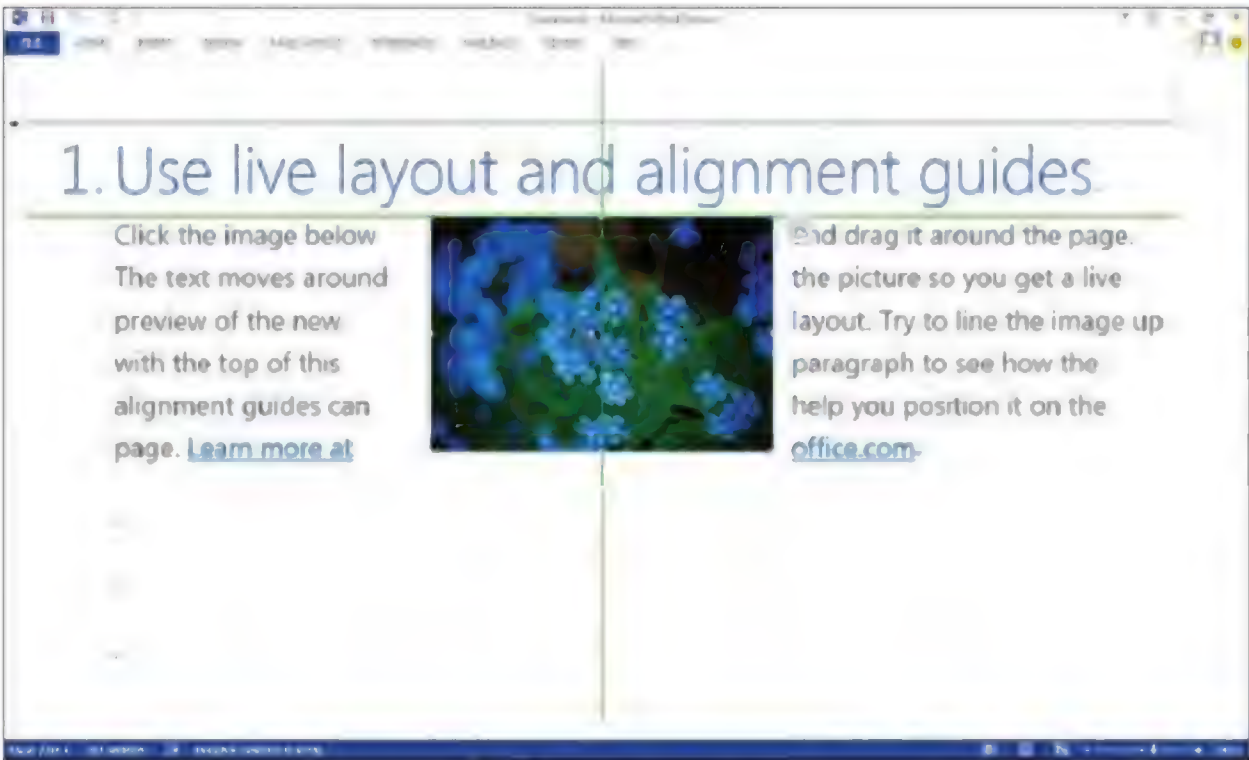 FILE
1. Use live layout and alignment guides
Click the image below and drag it around the page.
The text moves around the picture so you get a live
preview of the new layout. Try to line the image up
with the top of this paragraph to see how the
alignment guides can help you position it on the
page. Learn more at office.com.